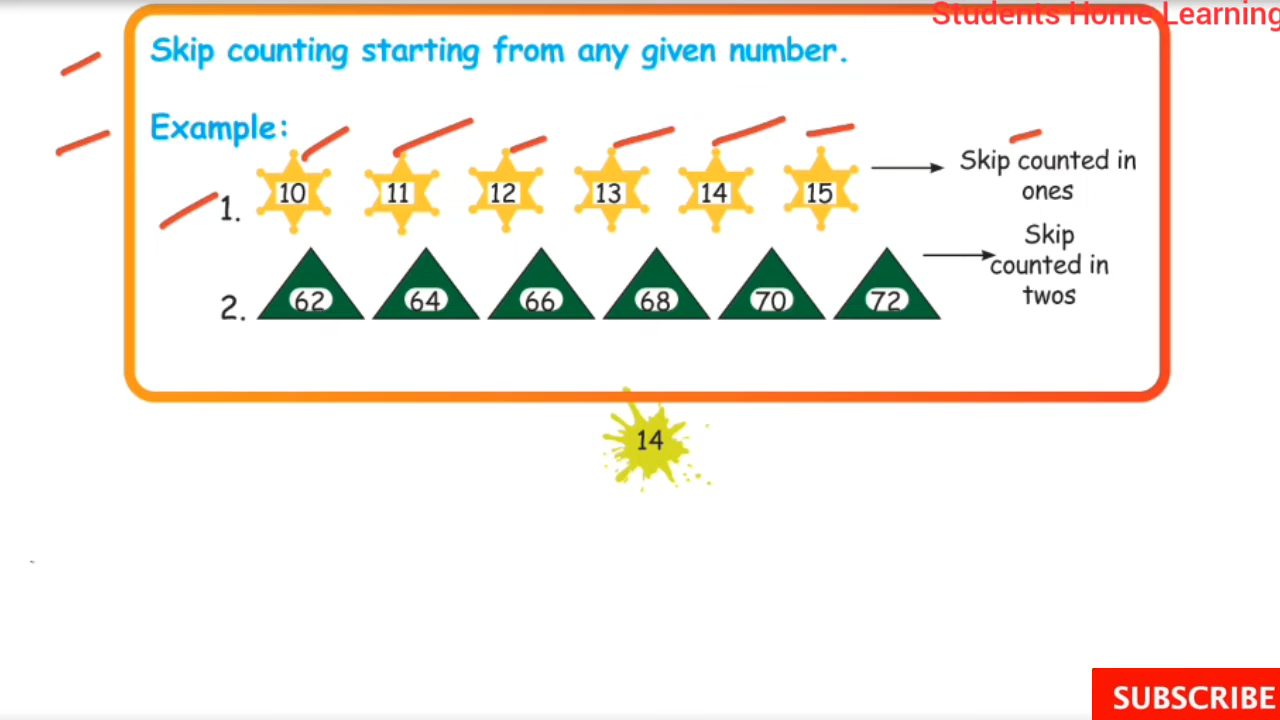 Students Home Learning
Skip counting starting from any given number.
Example:
1. 10 11 12 13 14 15 Skip counted in
ones
2. 62 64 66 68 70 72 Skip
counted in
twos
14
SUBSCRIBE